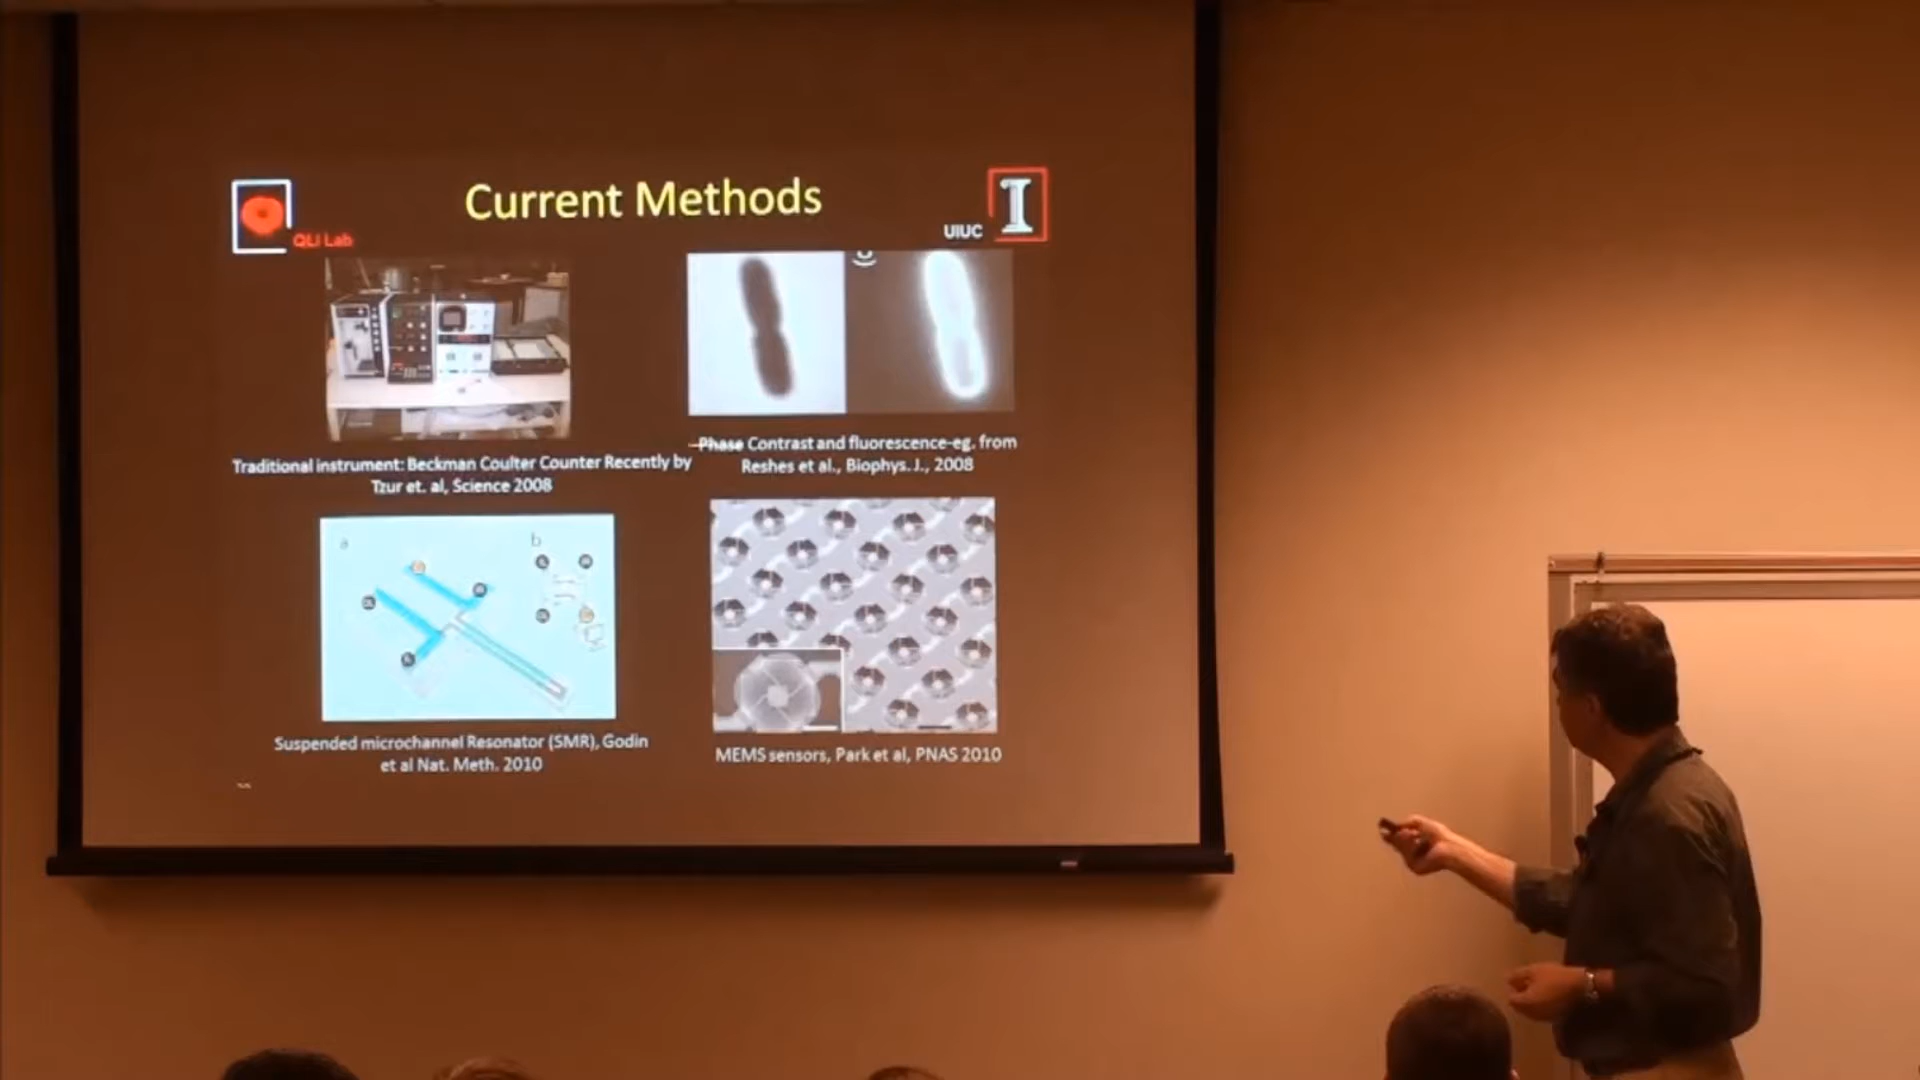 Current Methods
QLI Lab
UIUC
I
Traditional instrument: Beckman Coulter Counter Recently by
Tzur et. al, Science 2008
Phase Contrast and fluorescence-eg. from
Reshes et al., Biophys. J., 2008
a
b
Suspended microchannel Resonator (SMR), Godin
et al Nat. Meth. 2010
MEMS sensors, Park et al, PNAS 2010